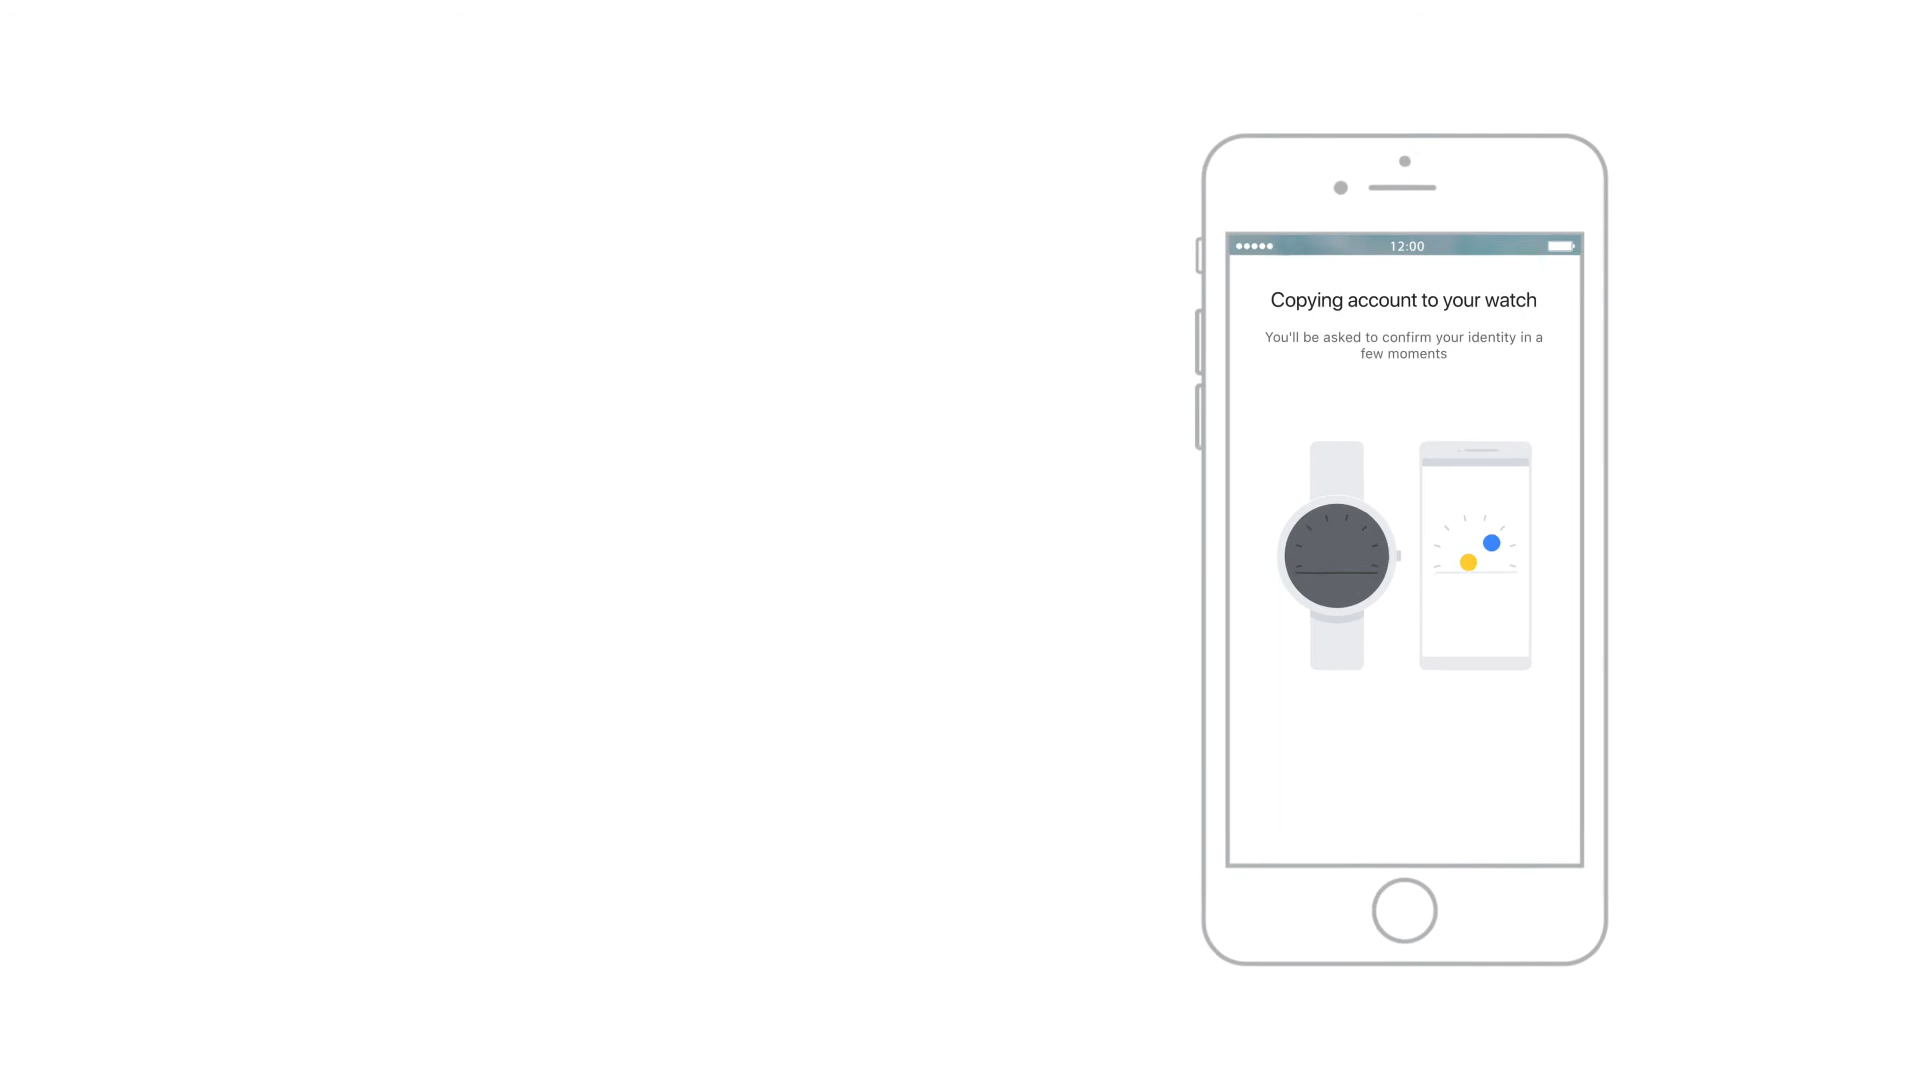 12:00
Copying account to your watch
You'll be asked to confirm your identity in a
few moments